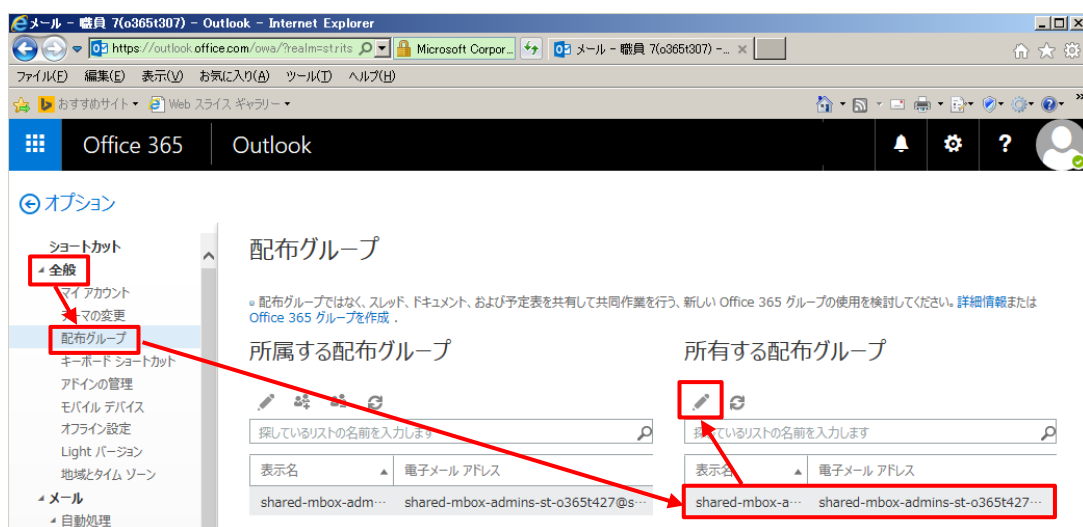 メール - 職員 7(o365t307) - Outlook - Internet Explorer
https://outlook.office.com/owa/?realm=strits
Microsoft Corpor...
メール - 職員 7(o365t307) -...
ファイル(F) 編集(E) 表示(V) お気に入り(A) ツール(T) ヘルプ(H)
おすすめサイト Web スライス ギャラリー
Office 365 Outlook ?
オプション
ショートカット
全般
マイ アカウント
テーマの変更
配布グループ
キーボード ショートカット
アドインの管理
モバイル デバイス
オフライン設定
Light バージョン
地域とタイム ゾーン
メール
自動処理
配布グループ
配布グループではなく、スレッド、ドキュメント、および予定表を共有して共同作業を行う、新しい Office 365 グループの使用を検討してください。詳細情報または
Office 365 グループを作成 .
所属する配布グループ
探しているリストの名前を入力します
表示名 電子メール アドレス
shared-mbox-adm… shared-mbox-admins-st-o365t427@s…
所有する配布グループ
探しているリストの名前を入力します
表示名 電子メール アドレス
shared-mbox-a… shared-mbox-admins-st-o365t427…